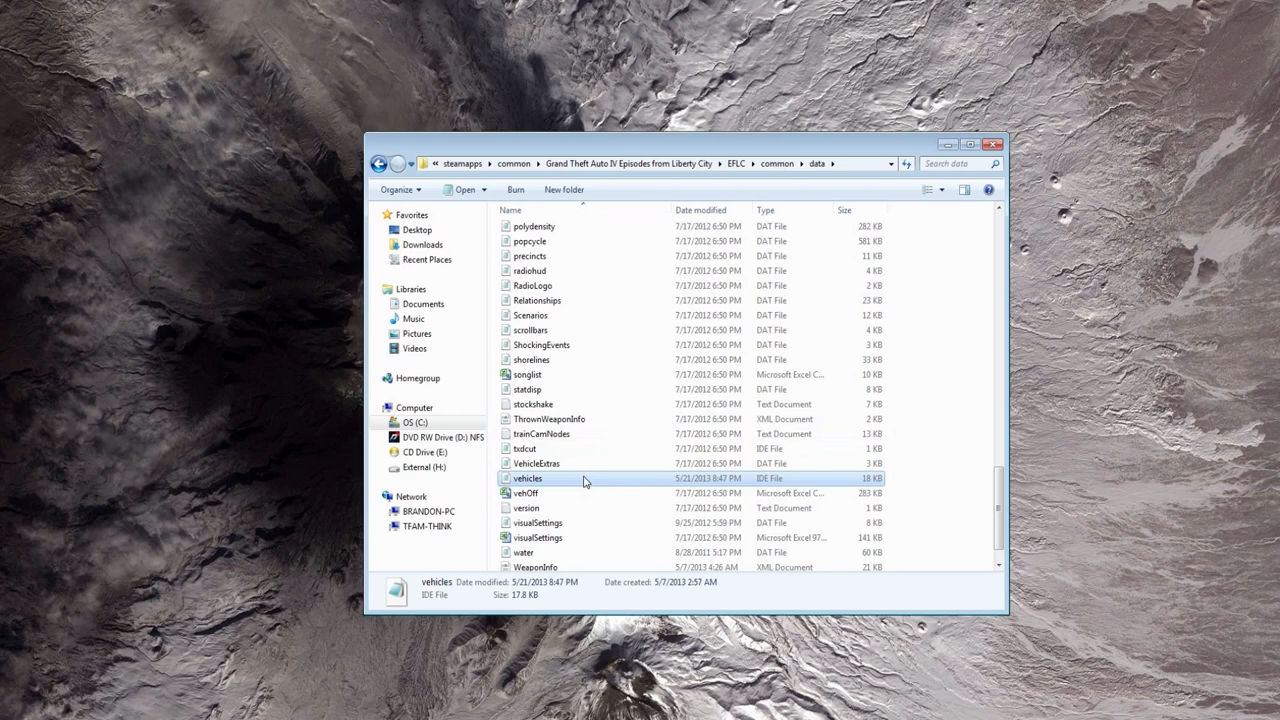 « steamapps ▸ common ▸ Grand Theft Auto IV Episodes from Liberty City ▸ EFLC ▸ common ▸ data ▸ Search data
Organize ▾ Open ▾ Burn New folder
Name Date modified Type Size
Favorites
Desktop
Downloads
Recent Places
Libraries
Documents
Music
Pictures
Videos
Homegroup
Computer
OS (C:)
DVD RW Drive (D:) NFS
CD Drive (E:)
External (H:)
Network
BRANDON-PC
TFAM-THINK
polydensity 7/17/2012 6:50 PM DAT File 282 KB
popcycle 7/17/2012 6:50 PM DAT File 581 KB
precincts 7/17/2012 6:50 PM DAT File 11 KB
radiohud 7/17/2012 6:50 PM DAT File 4 KB
RadioLogo 7/17/2012 6:50 PM DAT File 2 KB
Relationships 7/17/2012 6:50 PM DAT File 23 KB
Scenarios 7/17/2012 6:50 PM DAT File 12 KB
scrollbars 7/17/2012 6:50 PM DAT File 4 KB
ShockingEvents 7/17/2012 6:50 PM DAT File 3 KB
shorelines 7/17/2012 6:50 PM DAT File 33 KB
songlist 7/17/2012 6:50 PM Microsoft Excel C... 10 KB
statdisp 7/17/2012 6:50 PM DAT File 8 KB
stockshake 7/17/2012 6:50 PM Text Document 7 KB
ThrownWeaponInfo 7/17/2012 6:50 PM XML Document 2 KB
trainCamNodes 7/17/2012 6:50 PM Text Document 13 KB
txdcut 7/17/2012 6:50 PM IDE File 1 KB
VehicleExtras 7/17/2012 6:50 PM DAT File 3 KB
vehicles 5/21/2013 8:47 PM IDE File 18 KB
vehOff 7/17/2012 6:50 PM Microsoft Excel C... 283 KB
version 7/17/2012 6:50 PM Text Document 1 KB
visualSettings 9/25/2012 5:59 PM DAT File 8 KB
visualSettings 7/17/2012 6:50 PM Microsoft Excel 97... 141 KB
water 8/28/2011 5:17 PM DAT File 60 KB
WeaponInfo 5/7/2013 4:26 AM XML Document 21 KB
vehicles Date modified: 5/21/2013 8:47 PM Date created: 5/7/2013 2:57 AM
IDE File Size: 17.8 KB